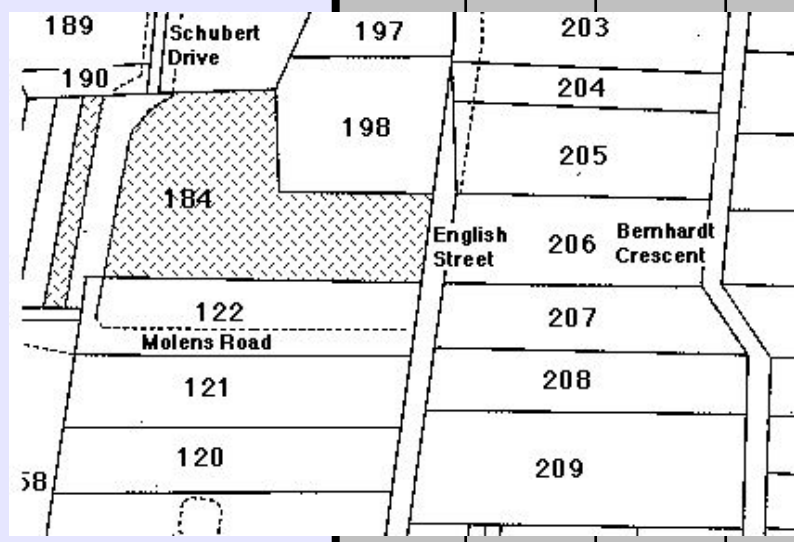 189
Schubert
Drive
197
203
190
204
198
205
184
English
Street
206
Bernhardt
Crescent
122
207
Molens Road
121
208
120
58
209